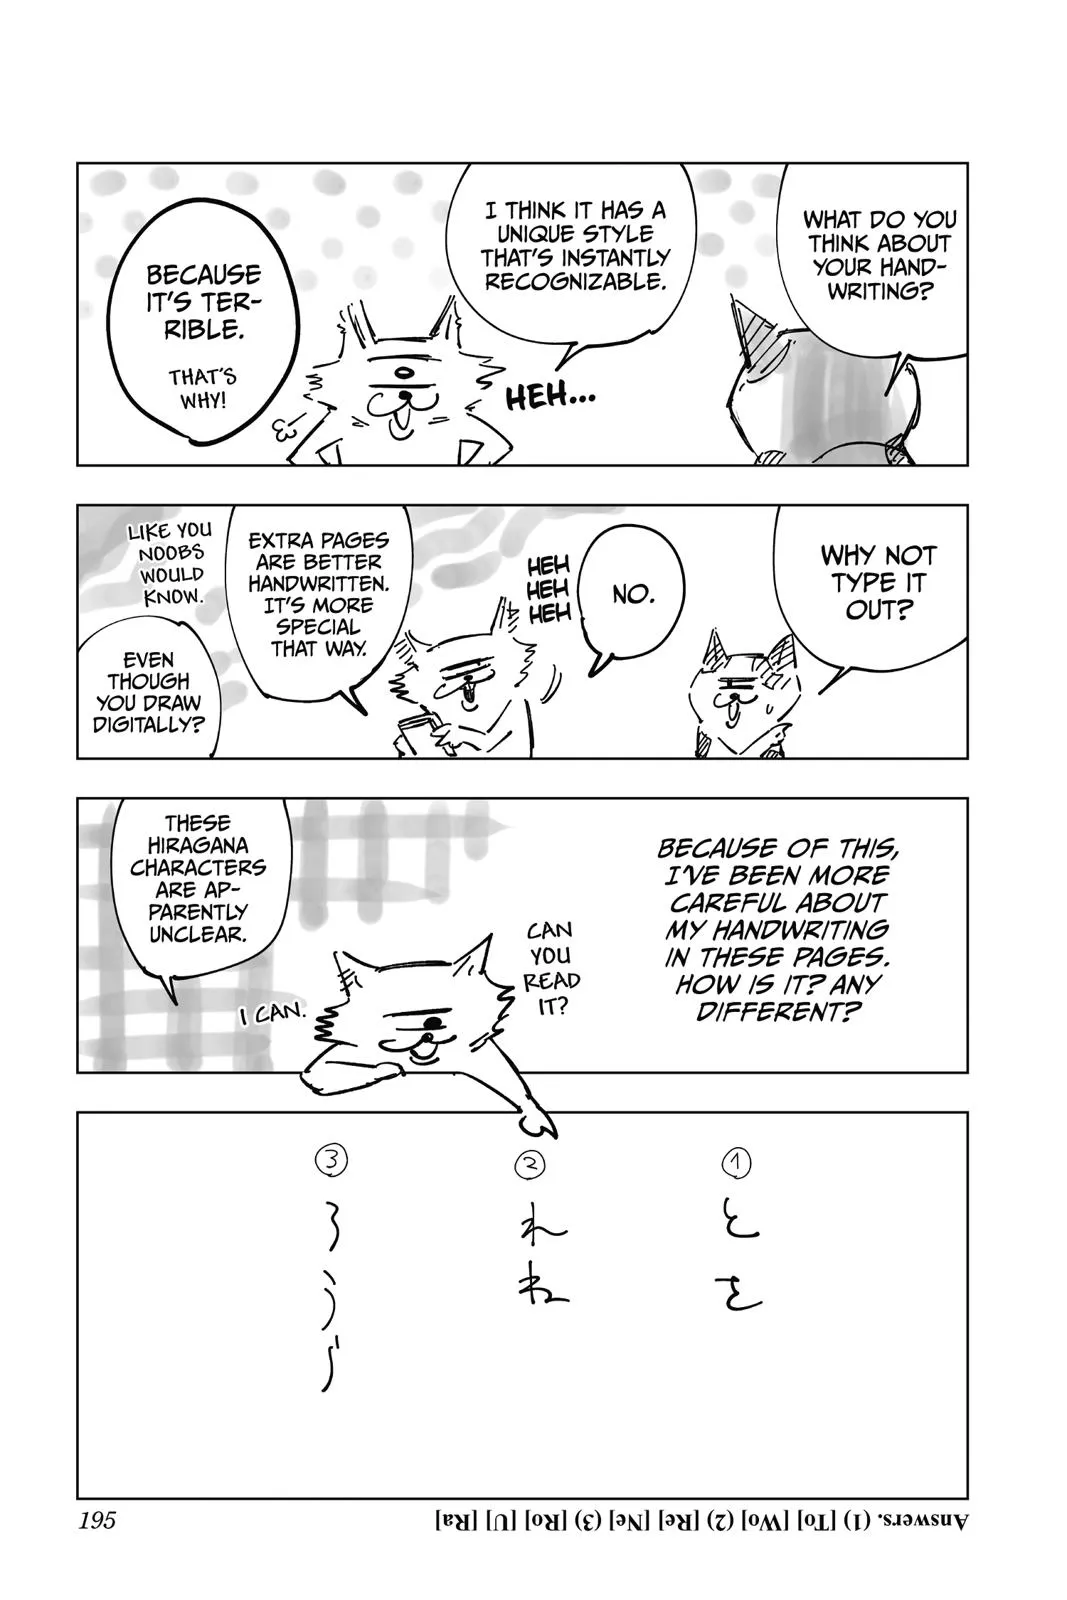 WHAT DO YOU
THINK ABOUT
YOUR HAND-
WRITING?
I THINK IT HAS A
UNIQUE STYLE
THAT'S INSTANTLY
RECOGNIZABLE.
HEH...
BECAUSE
IT'S TER-
RIBLE.
THAT'S
WHY!
WHY NOT
TYPE IT
OUT?
NO.
HEH
HEH
HEH
EXTRA PAGES
ARE BETTER
HANDWRITTEN.
IT'S MORE
SPECIAL
THAT WAY.
LIKE YOU
NOOBS
WOULD
KNOW.
EVEN
THOUGH
YOU DRAW
DIGITALLY?
BECAUSE OF THIS,
I'VE BEEN MORE
CAREFUL ABOUT
MY HANDWRITING
IN THESE PAGES.
HOW IS IT? ANY
DIFFERENT?
CAN
YOU
READ
IT?
I CAN.
THESE
HIRAGANA
CHARACTERS
ARE AP-
PARENTLY
UNCLEAR.
① とを
② れね
③ ろうら
Answers. (1) [To] [Wo] (2) [Re] [Ne] (3) [Ro] [U] [Ra]
195